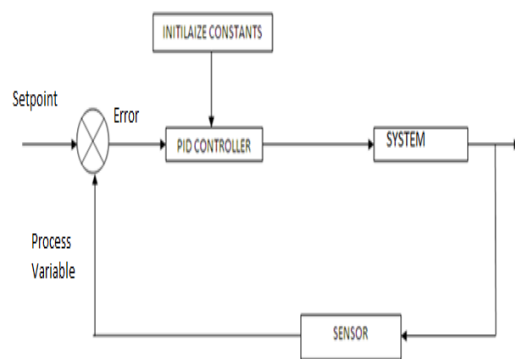 INITILAIZE CONSTANTS
Setpoint
Error
PID CONTROLLER
SYSTEM
Process
Variable
SENSOR